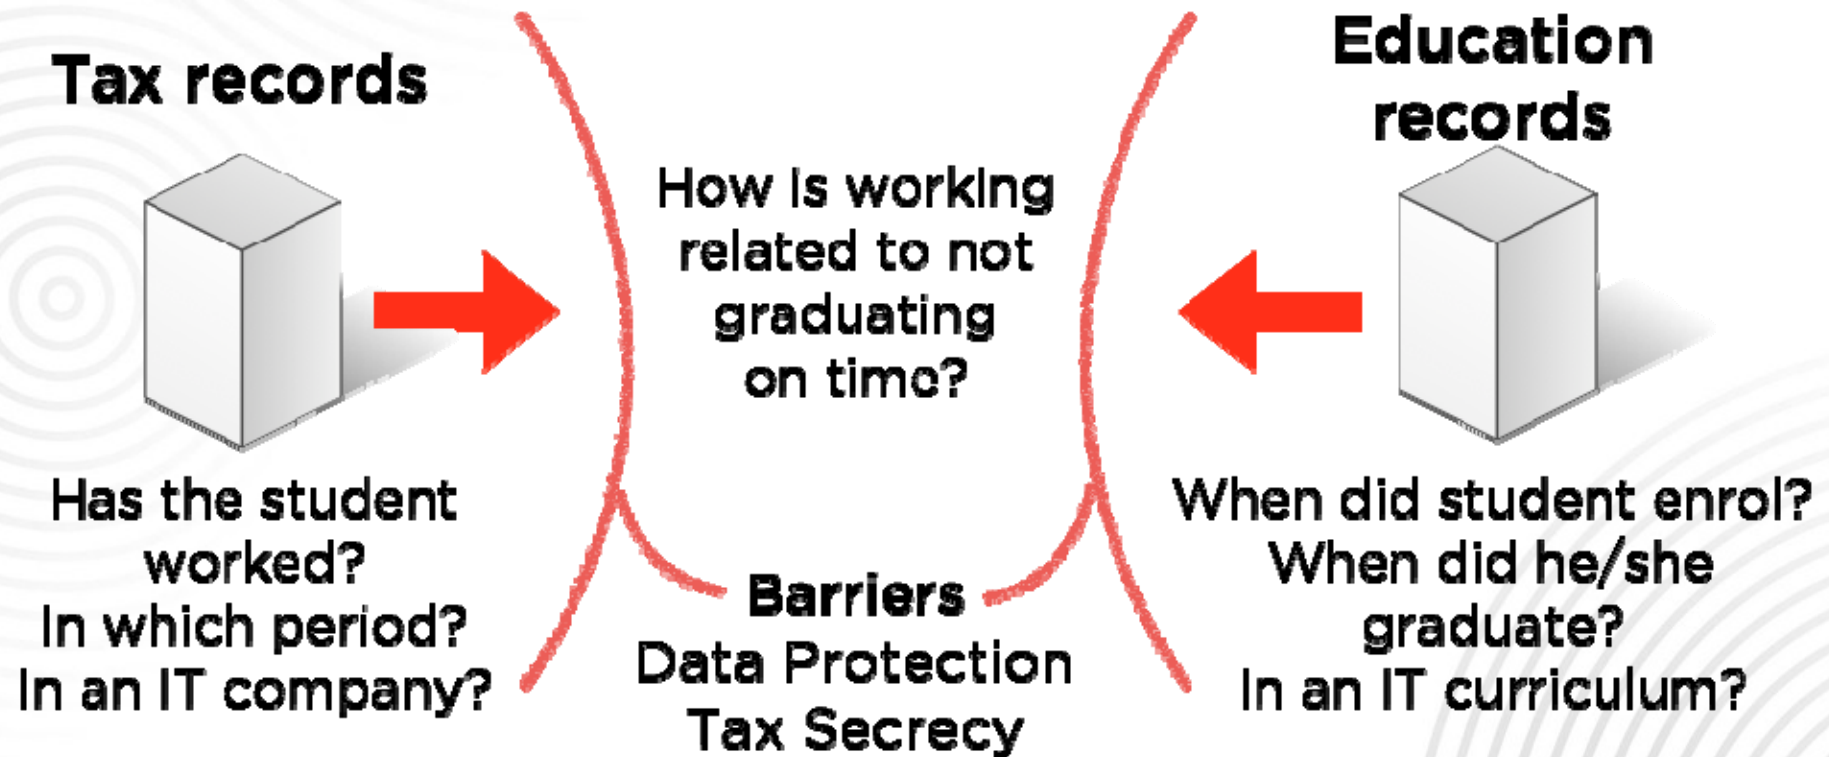 Tax records
Has the student
worked?
In which period?
In an IT company?
How is working
related to not
graduating
on time?
Barriers
Data Protection
Tax Secrecy
Education
records
When did student enrol?
When did he/she
graduate?
In an IT curriculum?